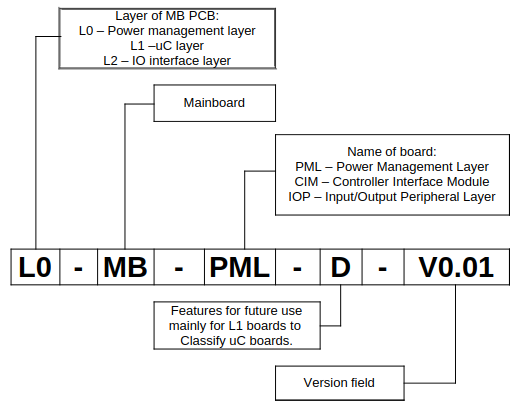 Layer of MB PCB:
L0 – Power management layer
L1 –uC layer
L2 – IO interface layer
Mainboard
Name of board:
PML – Power Management Layer
CIM – Controller Interface Module
IOP – Input/Output Peripheral Layer
L0 - MB - PML - D - V0.01
Features for future use
mainly for L1 boards to
Classify uC boards.
Version field